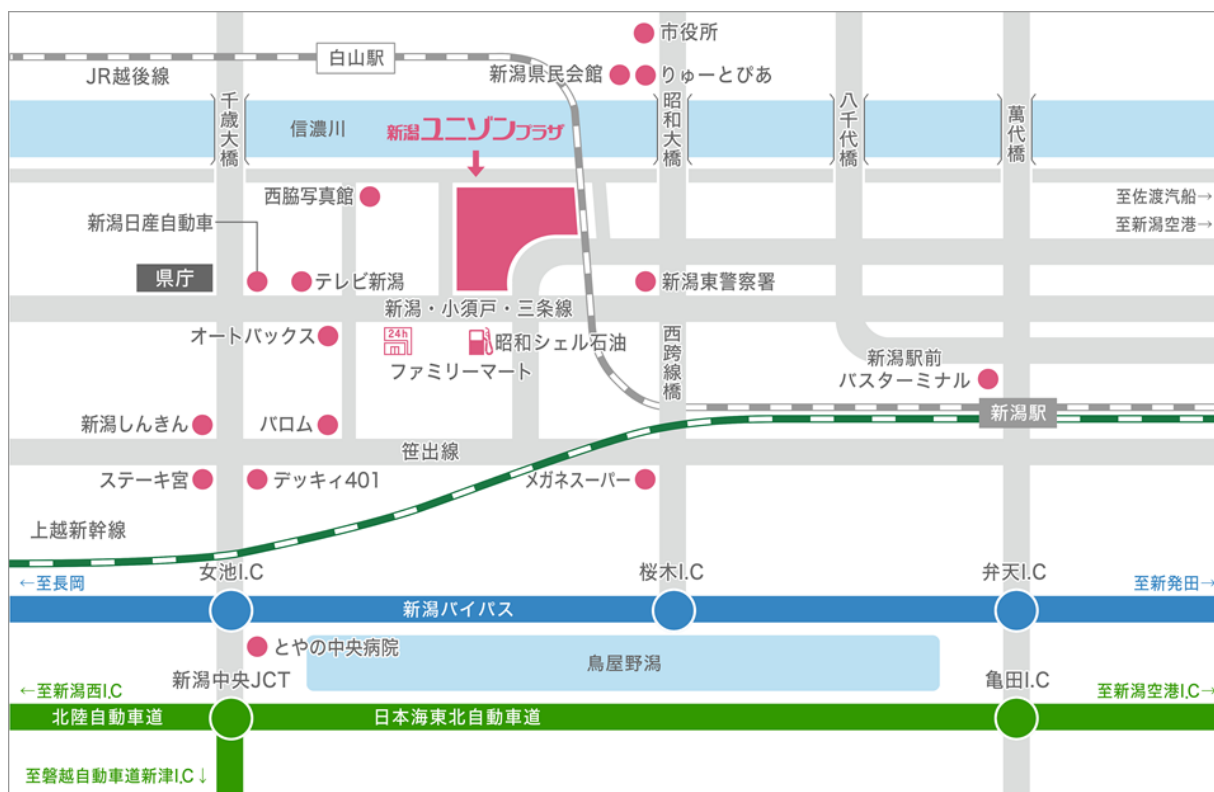 市役所
白山駅
新潟県民会館
りゅーとぴあ
JR越後線
千歳大橋
信濃川
新潟ユニゾンプラザ
昭和大橋
八千代橋
萬代橋
西脇写真館
至佐渡汽船→
新潟日産自動車
至新潟空港→
県庁
テレビ新潟
新潟東警察署
新潟・小須戸・三条線
オートバックス
24h
昭和シェル石油
西跨線橋
ファミリーマート
新潟駅前
バスターミナル
新潟駅
新潟しんきん
バロム
笹出線
ステーキ宮
デッキィ401
メガネスーパー
上越新幹線
女池I.C
桜木I.C
弁天I.C
←至長岡
至新発田→
新潟バイパス
とやの中央病院
鳥屋野潟
新潟中央JCT
亀田I.C
←至新潟西I.C
至新潟空港I.C→
北陸自動車道
日本海東北自動車道
至磐越自動車道新津I.C↓